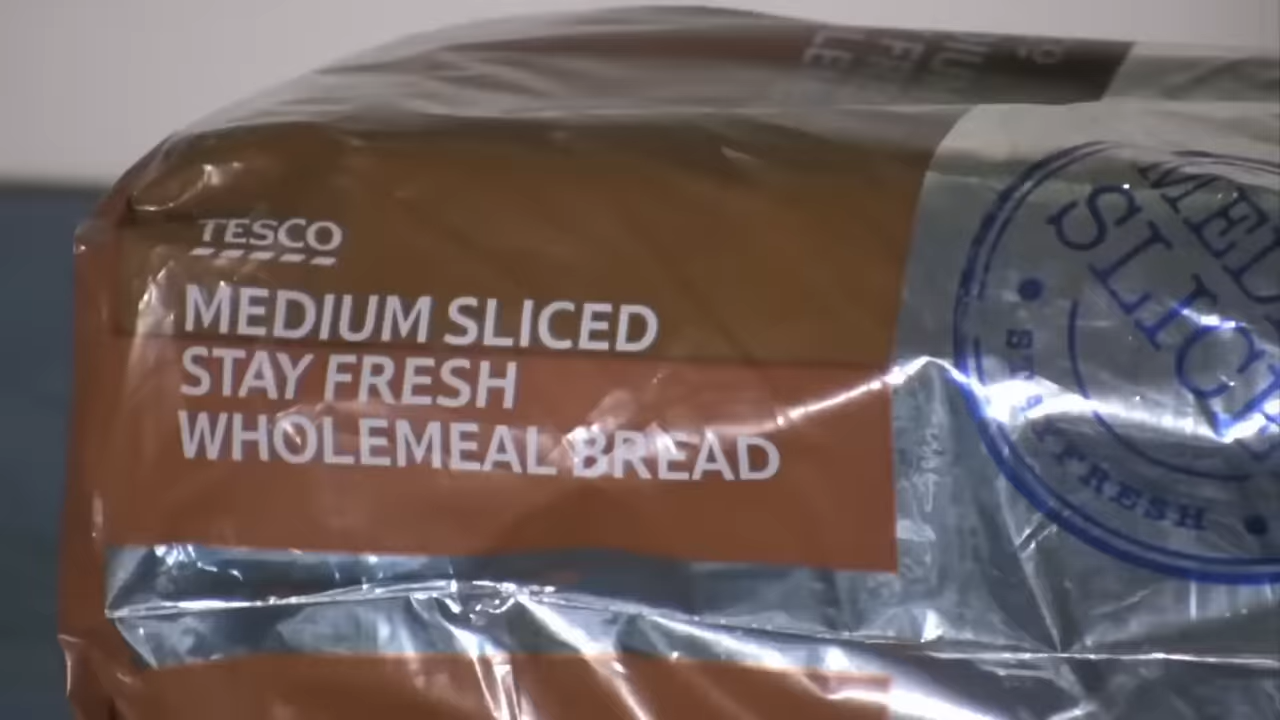 TESCO
MEDIUM SLICED
STAY FRESH
WHOLEMEAL BREAD
SLICE
FRESH